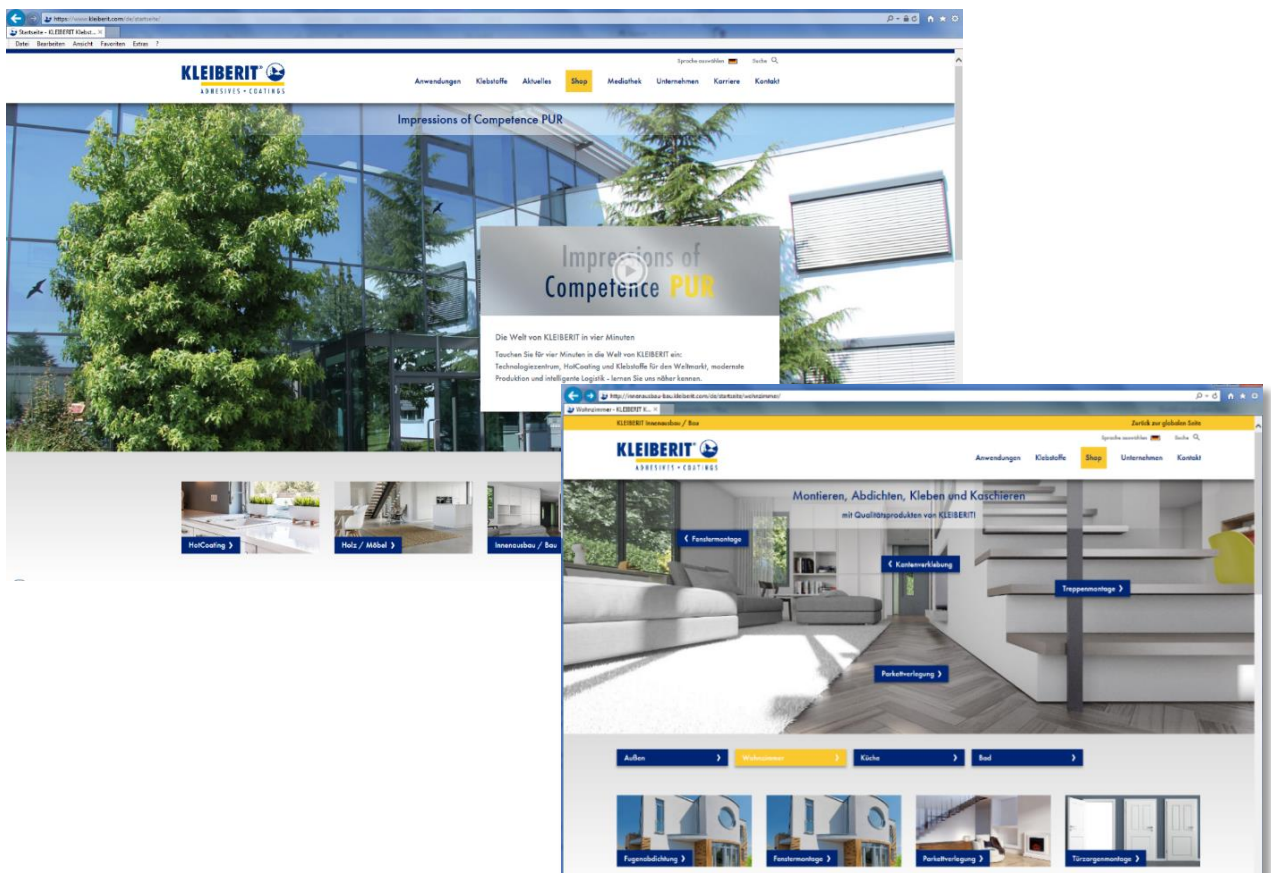 https://www.kleiberit.com/de/startseite/
Startseite - KLEIBERIT Klebst...
Datei Bearbeiten Ansicht Favoriten Extras ?
Sprache auswählen Suche
KLEIBERIT®
ADHESIVES • COATINGS
Anwendungen Klebstoffe Aktuelles Shop Mediathek Unternehmen Karriere Kontakt
Impressions of Competence PUR
Impressions of
Competence PUR
Die Welt von KLEIBERIT in vier Minuten
Tauchen Sie für vier Minuten in die Welt von KLEIBERIT ein:
Technologiezentrum, HotCoating und Klebstoffe für den Weltmarkt, modernste
Produktion und intelligente Logistik - lernen Sie uns näher kennen.
HotCoating
Holz / Möbel
Innenausbau / Bau
http://innenausbau-bau.kleiberit.com/de/startseite/wohnzimmer/
Wohnzimmer - KLEIBERIT K...
KLEIBERIT Innenausbau / Bau Zurück zur globalen Seite
Sprache auswählen Suche
KLEIBERIT®
ADHESIVES • COATINGS
Anwendungen Klebstoffe Shop Unternehmen Kontakt
Montieren, Abdichten, Kleben und Kaschieren
mit Qualitätsprodukten von KLEIBERIT!
Fenstermontage
Kantenverklebung
Treppenmontage
Parkettverlegung
Außen Wohnzimmer Küche Bad
Fugenabdichtung Fenstermontage Parkettverlegung Türzargenmontage